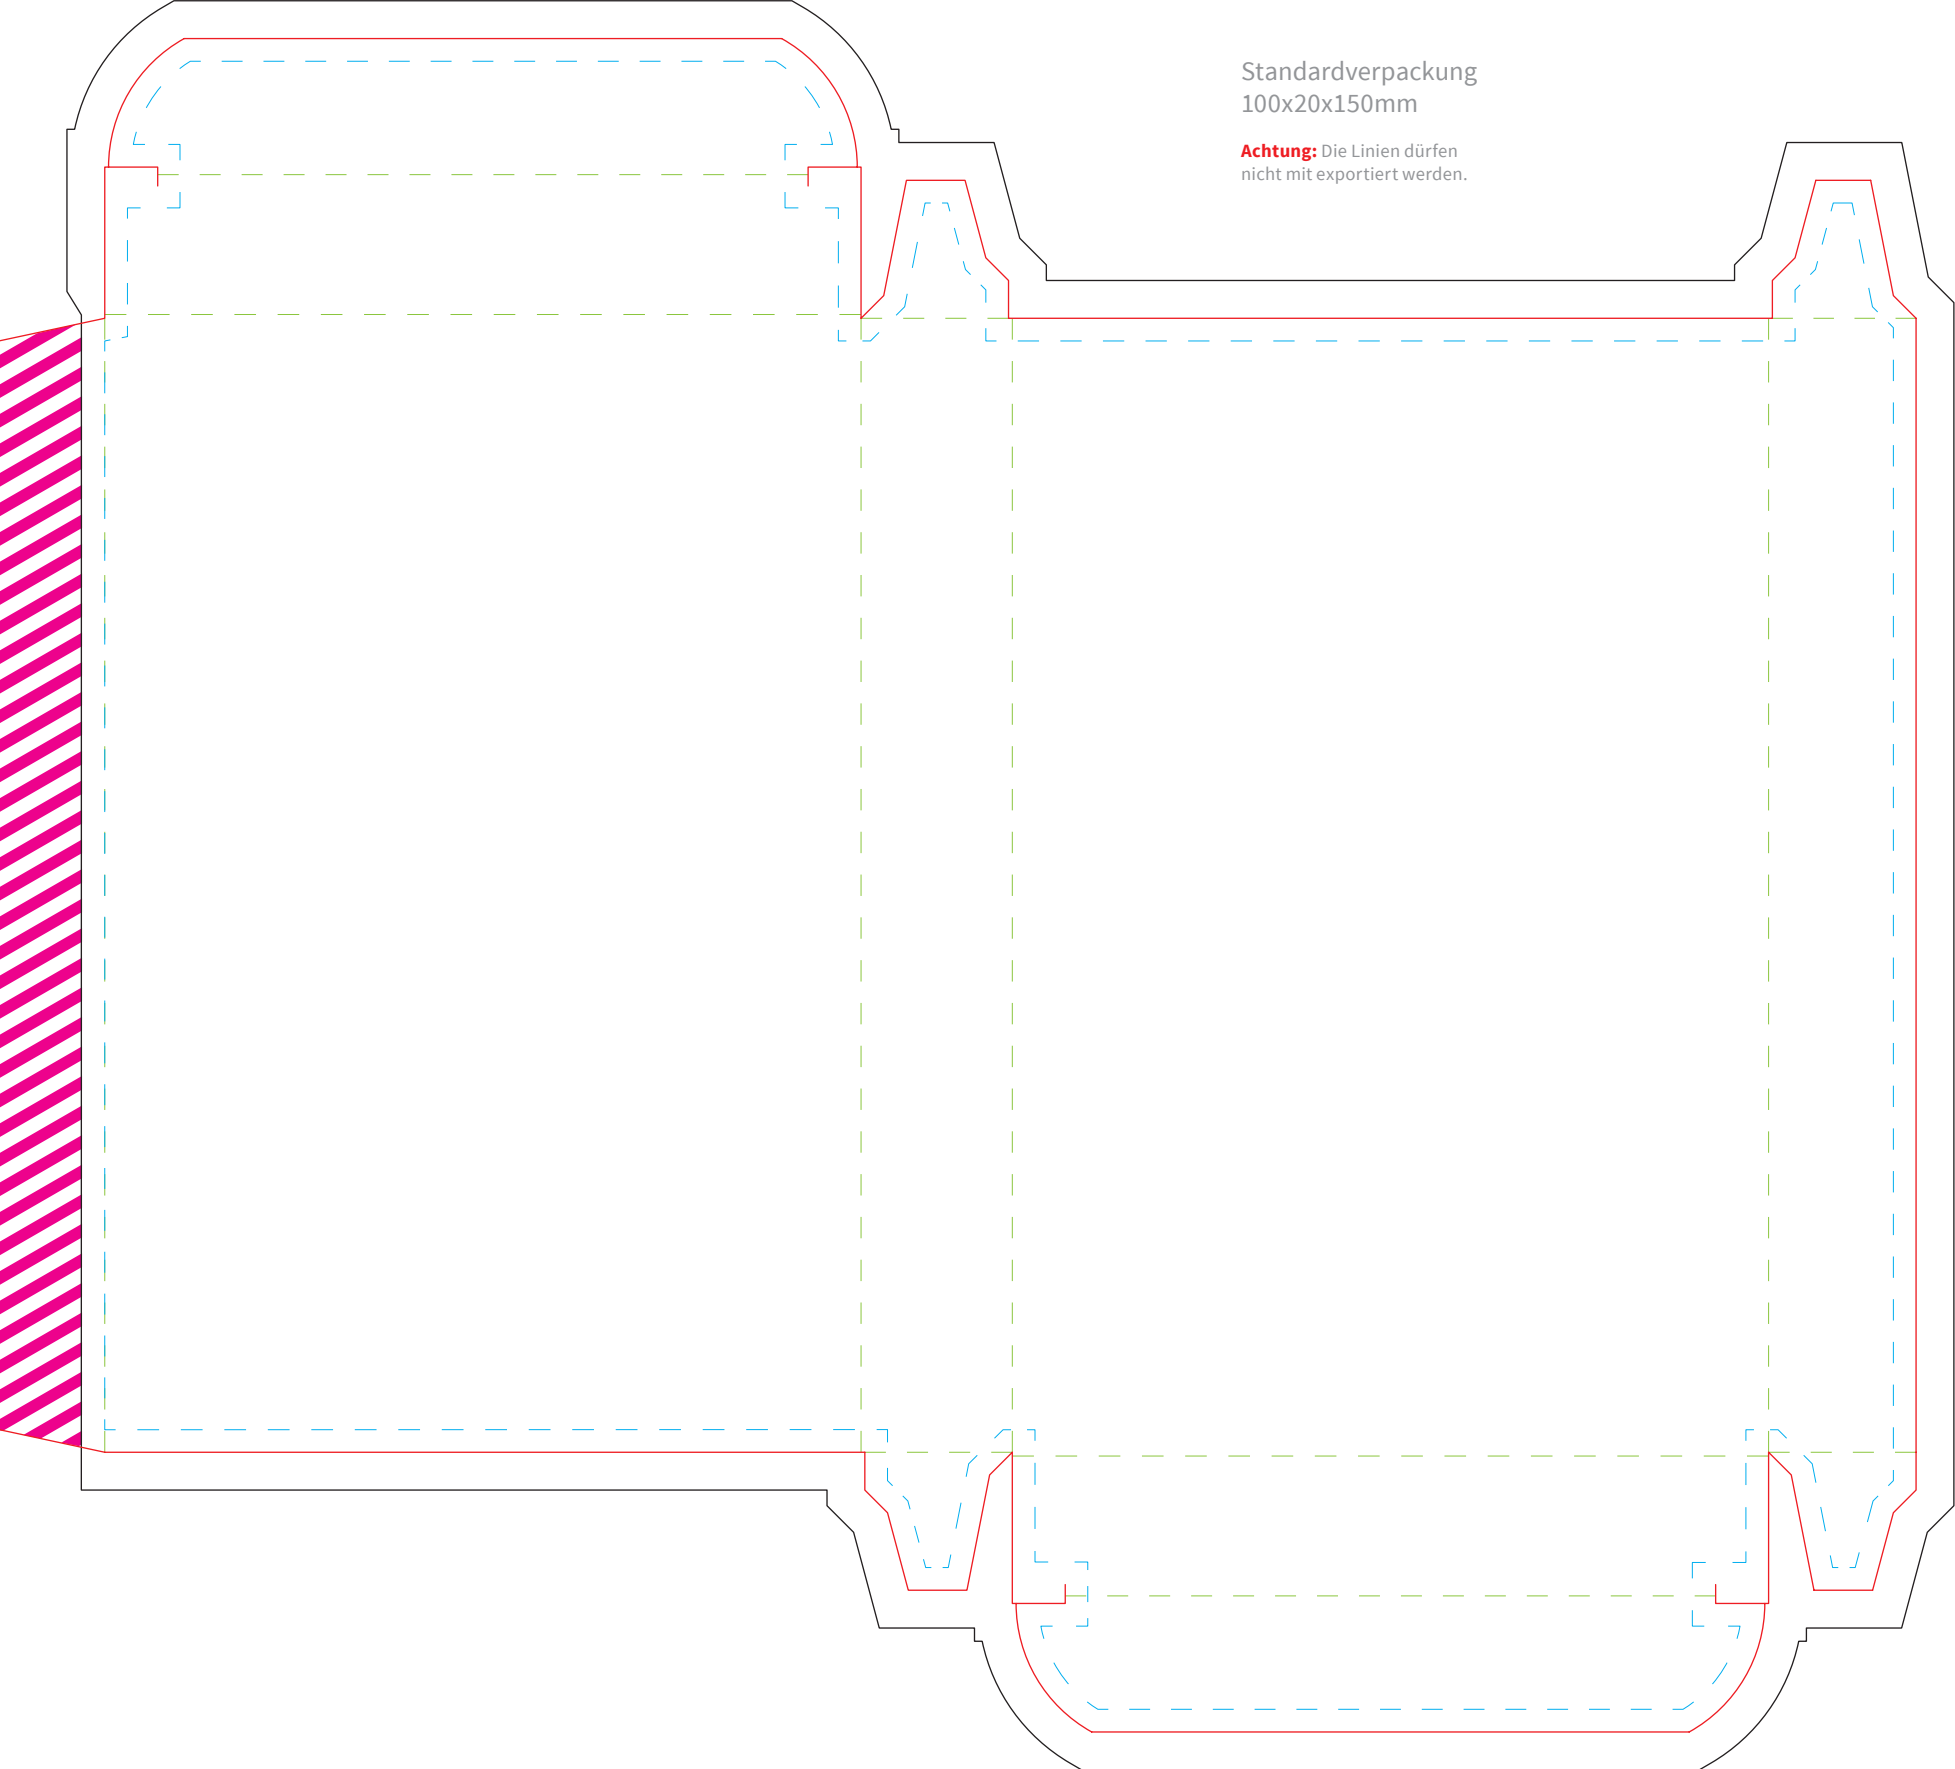 Standardverpackung
100x20x150mm
Achtung: Die Linien dürfen
nicht mit exportiert werden.